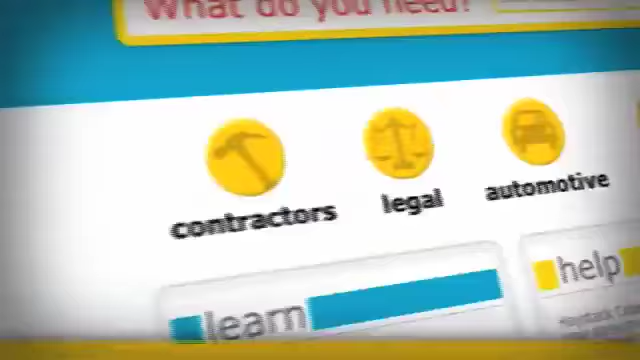 What do you need?
contractors
legal
automotive
learn
help